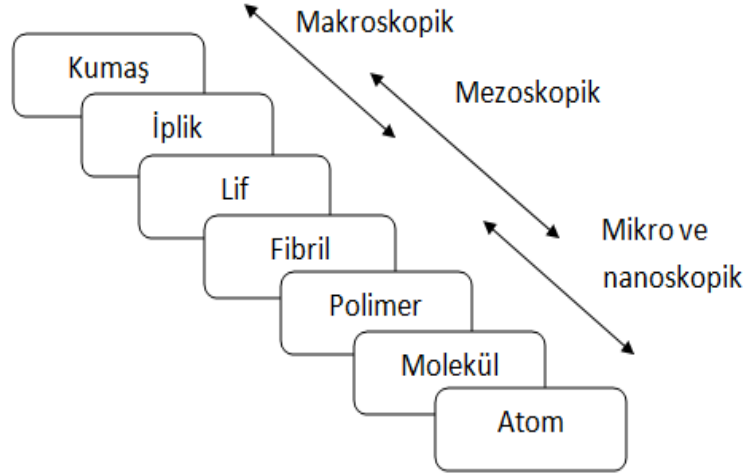 Makroskopik
Kumaş
Mezoskopik
İplik
Lif
Mikro ve
nanoskopik
Fibril
Polimer
Molekül
Atom